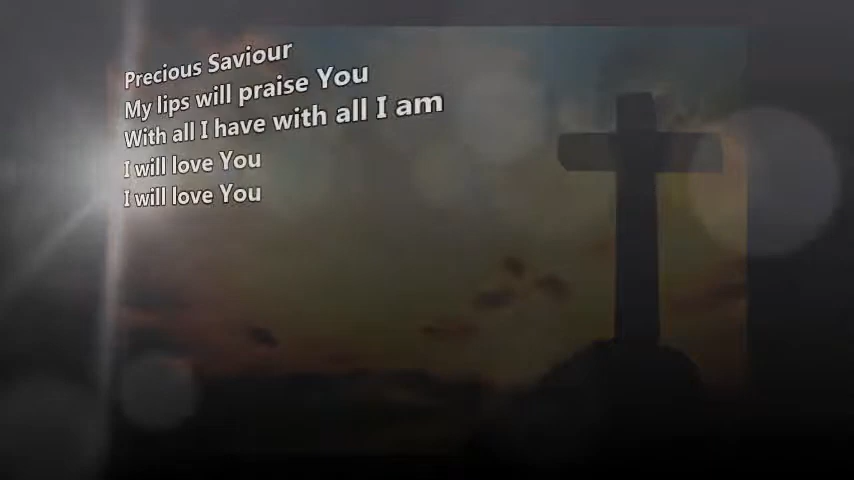 Precious Saviour
My lips will praise You
With all I have with all I am
I will love You
I will love You